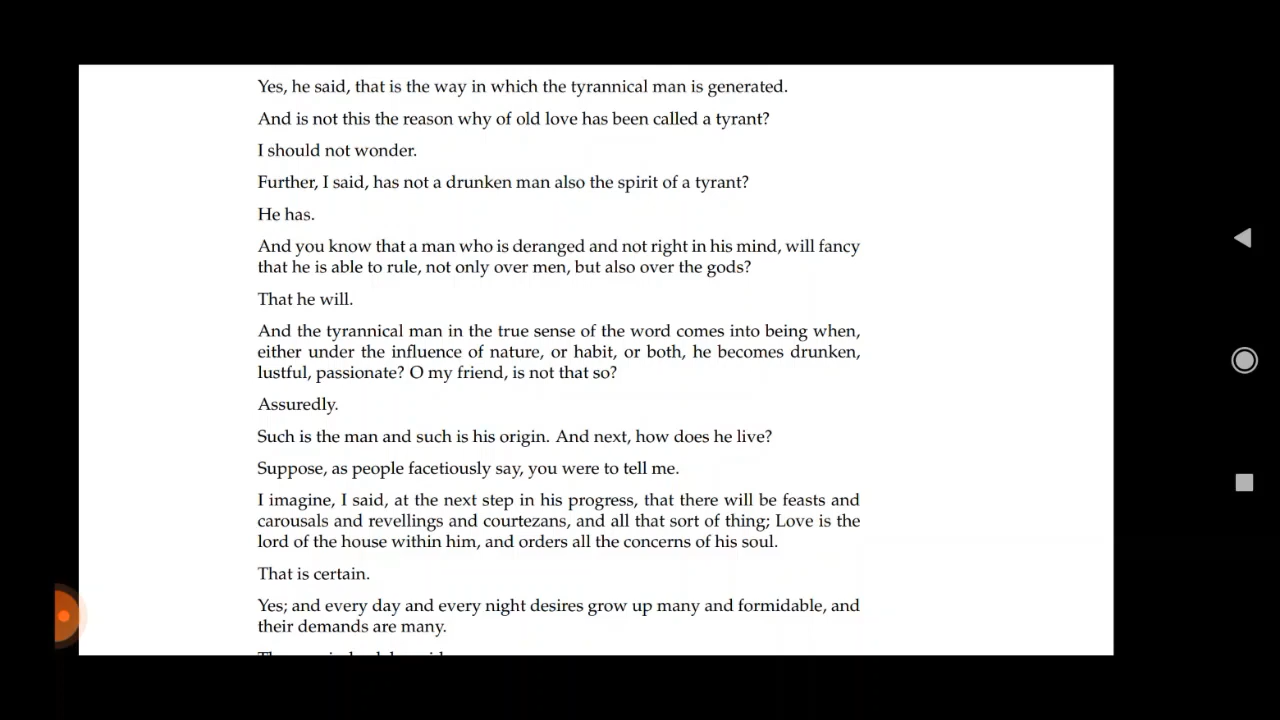 Yes, he said, that is the way in which the tyrannical man is generated.
And is not this the reason why of old love has been called a tyrant?
I should not wonder.
Further, I said, has not a drunken man also the spirit of a tyrant?
He has.
And you know that a man who is deranged and not right in his mind, will fancy
that he is able to rule, not only over men, but also over the gods?
That he will.
And the tyrannical man in the true sense of the word comes into being when,
either under the influence of nature, or habit, or both, he becomes drunken,
lustful, passionate? O my friend, is not that so?
Assuredly.
Such is the man and such is his origin. And next, how does he live?
Suppose, as people facetiously say, you were to tell me.
I imagine, I said, at the next step in his progress, that there will be feasts and
carousals and revellings and courtezans, and all that sort of thing; Love is the
lord of the house within him, and orders all the concerns of his soul.
That is certain.
Yes; and every day and every night desires grow up many and formidable, and
their demands are many.